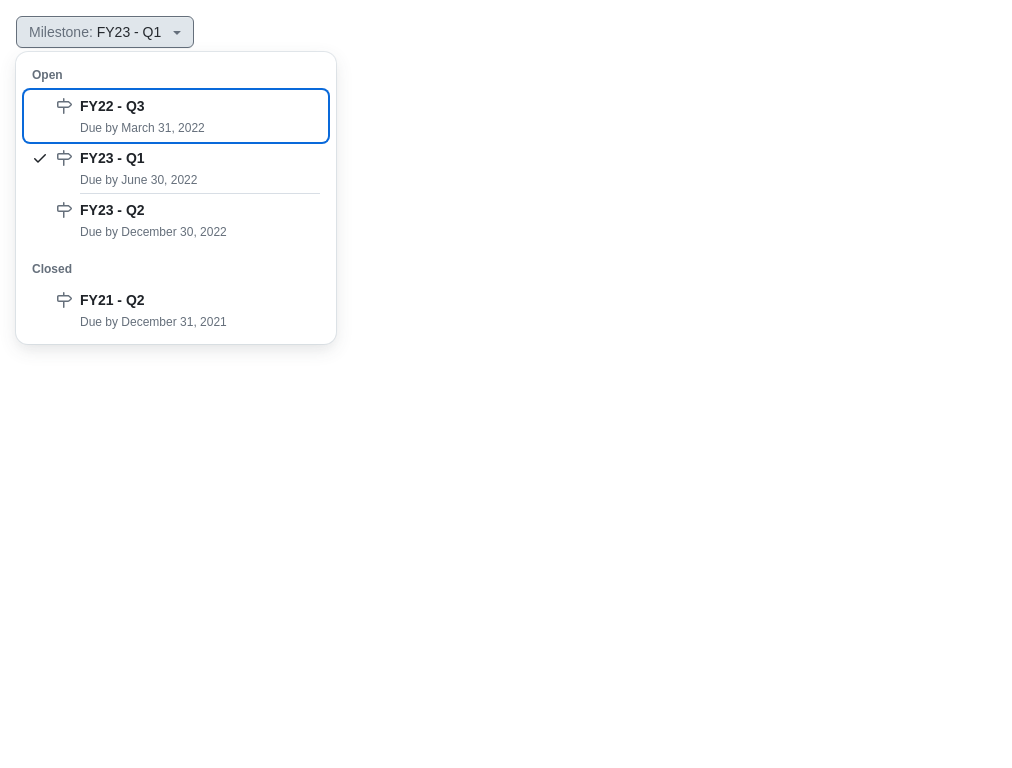 Milestone: FY23 - Q1
Open
FY22 - Q3
Due by March 31, 2022
FY23 - Q1
Due by June 30, 2022
FY23 - Q2
Due by December 30, 2022
Closed
FY21 - Q2
Due by December 31, 2021